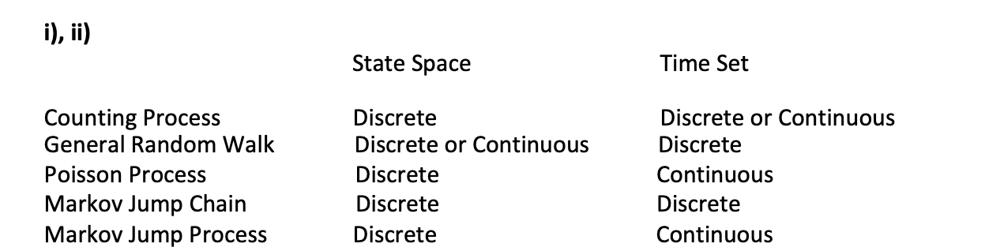 i), ii)
State Space Time Set
Counting Process Discrete Discrete or Continuous
General Random Walk Discrete or Continuous Discrete
Poisson Process Discrete Continuous
Markov Jump Chain Discrete Discrete
Markov Jump Process Discrete Continuous